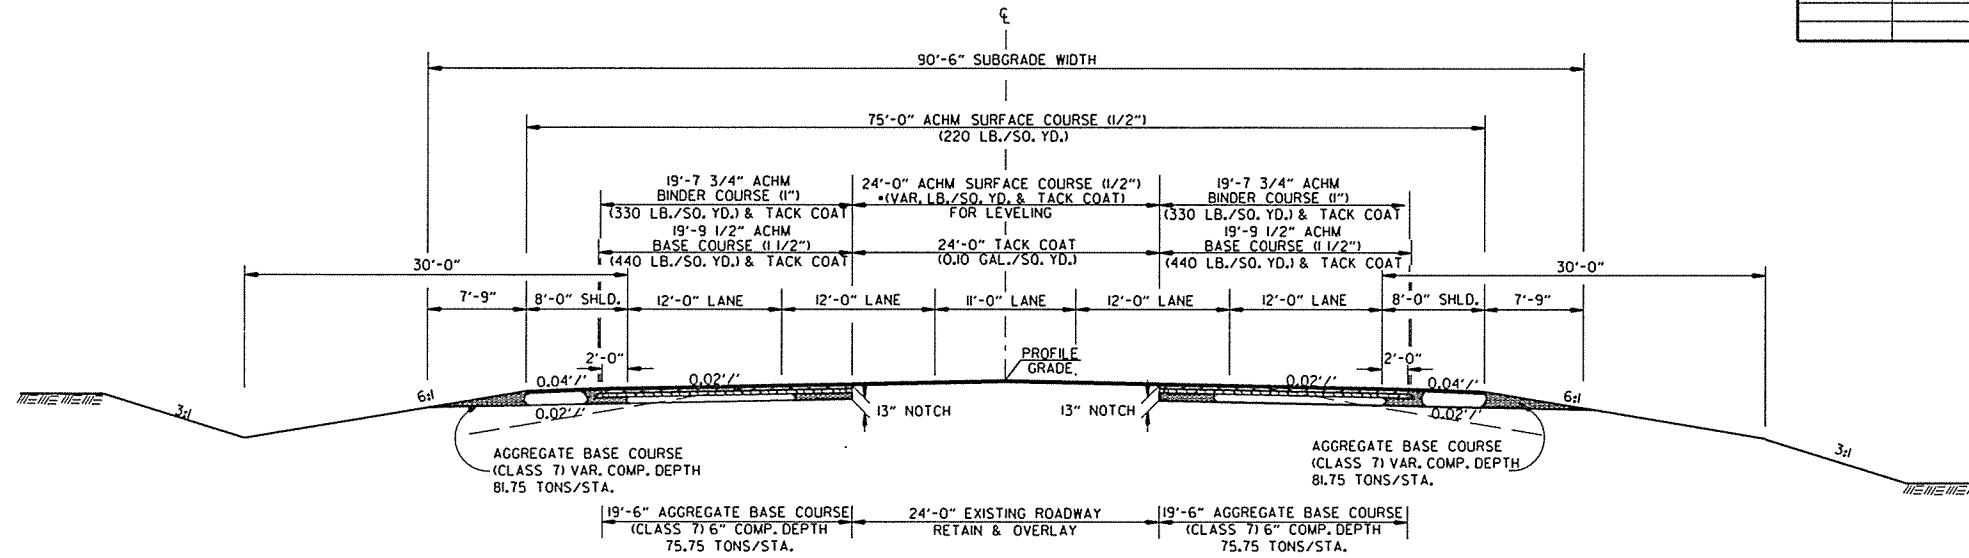 ℄
90'-6" SUBGRADE WIDTH
75'-0" ACHM SURFACE COURSE (1/2")
(220 LB./SQ. YD.)
19'-7 3/4" ACHM
BINDER COURSE (1")
(330 LB./SQ. YD.) & TACK COAT
24'-0" ACHM SURFACE COURSE (1/2")
*(VAR. LB./SQ. YD. & TACK COAT)
FOR LEVELING
19'-7 3/4" ACHM
BINDER COURSE (1")
(330 LB./SQ. YD.) & TACK COAT
19'-9 1/2" ACHM
BASE COURSE (1 1/2")
(440 LB./SQ. YD.) & TACK COAT
24'-0" TACK COAT
(0.10 GAL./SQ. YD.)
19'-9 1/2" ACHM
BASE COURSE (1 1/2")
(440 LB./SQ. YD.) & TACK COAT
30'-0"
30'-0"
7'-9"
8'-0" SHLD.
12'-0" LANE
12'-0" LANE
11'-0" LANE
12'-0" LANE
12'-0" LANE
8'-0" SHLD.
7'-9"
2'-0"
PROFILE
GRADE
2'-0"
3:1
6:1
0.04'/'
0.02'/'
0.02'/'
0.02'/'
0.04'/'
0.02'/'
6:1
3:1
13" NOTCH
13" NOTCH
AGGREGATE BASE COURSE
(CLASS 7) VAR. COMP. DEPTH
81.75 TONS/STA.
AGGREGATE BASE COURSE
(CLASS 7) VAR. COMP. DEPTH
81.75 TONS/STA.
19'-6" AGGREGATE BASE COURSE
(CLASS 7) 6" COMP. DEPTH
75.75 TONS/STA.
24'-0" EXISTING ROADWAY
RETAIN & OVERLAY
19'-6" AGGREGATE BASE COURSE
(CLASS 7) 6" COMP. DEPTH
75.75 TONS/STA.